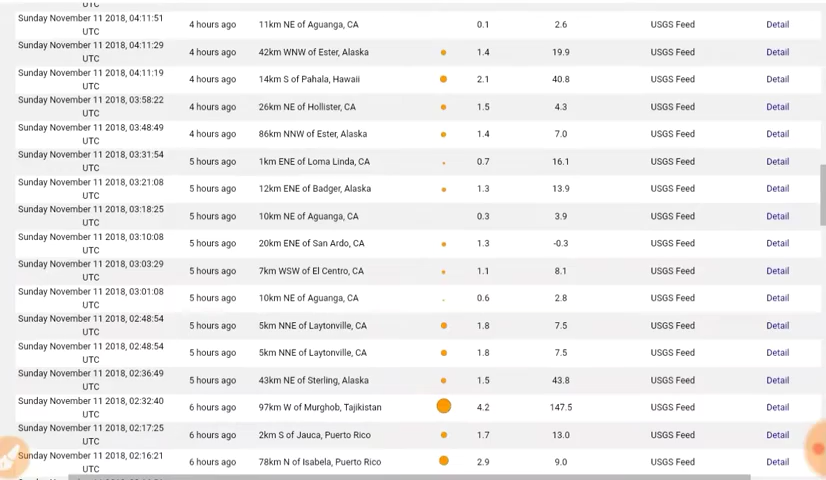 UTC
Sunday November 11 2018, 04:11:51 UTC 4 hours ago 11km NE of Aguanga, CA 0.1 2.6 USGS Feed Detail
Sunday November 11 2018, 04:11:29 UTC 4 hours ago 42km WNW of Ester, Alaska 1.4 19.9 USGS Feed Detail
Sunday November 11 2018, 04:11:19 UTC 4 hours ago 14km S of Pahala, Hawaii 2.1 40.8 USGS Feed Detail
Sunday November 11 2018, 03:58:22 UTC 4 hours ago 26km NE of Hollister, CA 1.5 4.3 USGS Feed Detail
Sunday November 11 2018, 03:48:49 UTC 4 hours ago 86km NNW of Ester, Alaska 1.4 7.0 USGS Feed Detail
Sunday November 11 2018, 03:31:54 UTC 5 hours ago 1km ENE of Loma Linda, CA 0.7 16.1 USGS Feed Detail
Sunday November 11 2018, 03:21:08 UTC 5 hours ago 12km ENE of Badger, Alaska 1.3 13.9 USGS Feed Detail
Sunday November 11 2018, 03:18:25 UTC 5 hours ago 10km NE of Aguanga, CA 0.3 3.9 USGS Feed Detail
Sunday November 11 2018, 03:10:08 UTC 5 hours ago 20km ENE of San Ardo, CA 1.3 -0.3 USGS Feed Detail
Sunday November 11 2018, 03:03:29 UTC 5 hours ago 7km WSW of El Centro, CA 1.1 8.1 USGS Feed Detail
Sunday November 11 2018, 03:01:08 UTC 5 hours ago 10km NE of Aguanga, CA 0.6 2.8 USGS Feed Detail
Sunday November 11 2018, 02:48:54 UTC 5 hours ago 5km NNE of Laytonville, CA 1.8 7.5 USGS Feed Detail
Sunday November 11 2018, 02:48:54 UTC 5 hours ago 5km NNE of Laytonville, CA 1.8 7.5 USGS Feed Detail
Sunday November 11 2018, 02:36:49 UTC 5 hours ago 43km NE of Sterling, Alaska 1.5 43.8 USGS Feed Detail
Sunday November 11 2018, 02:32:40 UTC 6 hours ago 97km W of Murghob, Tajikistan 4.2 147.5 USGS Feed Detail
Sunday November 11 2018, 02:17:25 UTC 6 hours ago 2km S of Jauca, Puerto Rico 1.7 13.0 USGS Feed Detail
Sunday November 11 2018, 02:16:21 UTC 6 hours ago 78km N of Isabela, Puerto Rico 2.9 9.0 USGS Feed Detail